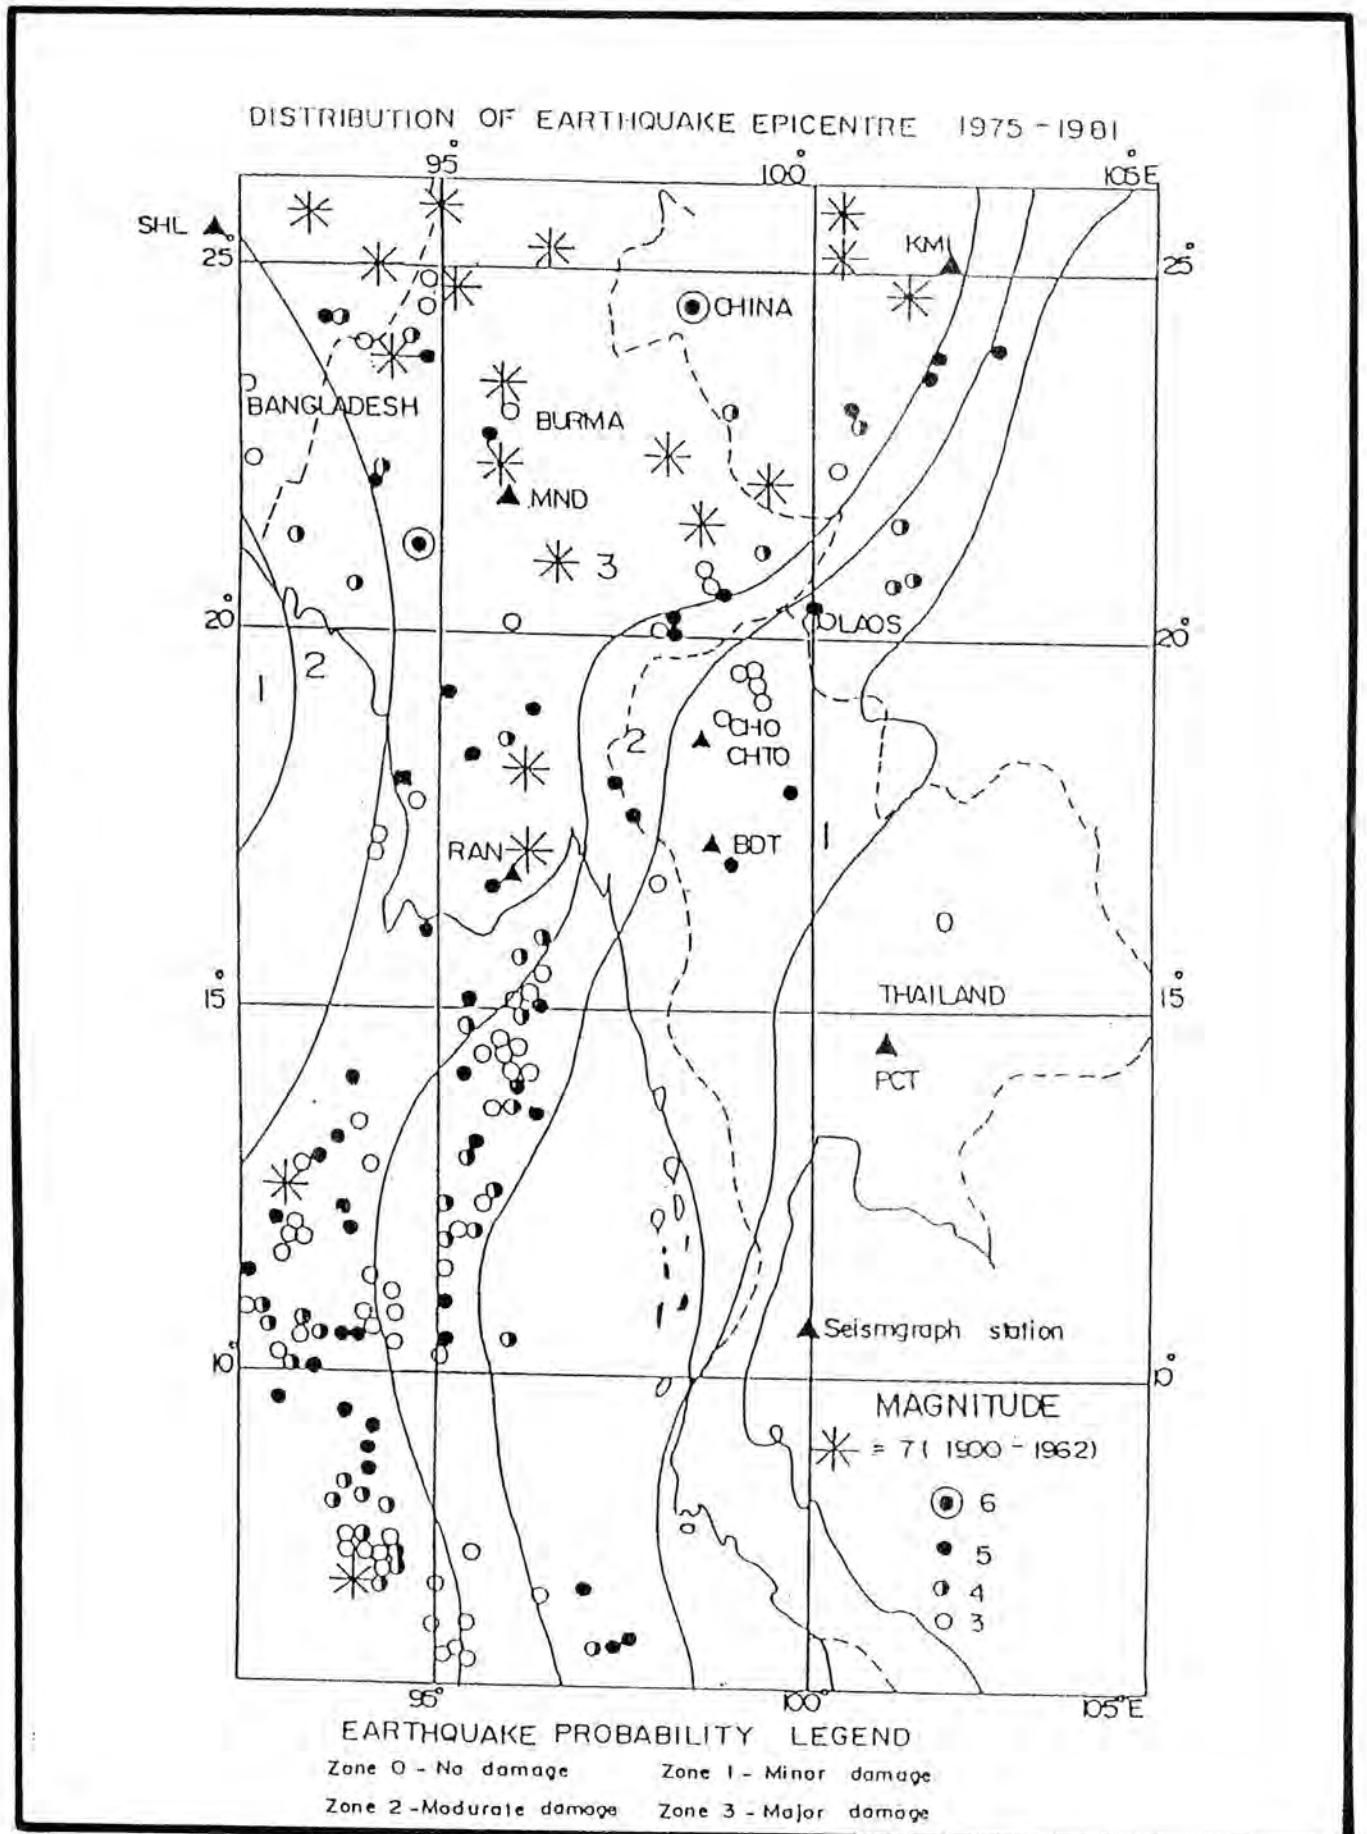 DISTRIBUTION OF EARTHQUAKE EPICENTRE 1975 - 1981
95° 100° 105°E
SHL
KMI
25° 25°
CHINA
BANGLADESH
BURMA
MND
3
20° 20°
LAOS
2
1
CHO
2
CHTO
RAN
BDT
1
0
15° 15°
THAILAND
PCT
Seismgraph station
10° 10°
MAGNITUDE
= 7 ( 1900 - 1962)
6
5
4
3
95° 100° 105°E
EARTHQUAKE PROBABILITY LEGEND
Zone 0 - No damage Zone 1 - Minor damage
Zone 2 - Modurate damage Zone 3 - Major damage